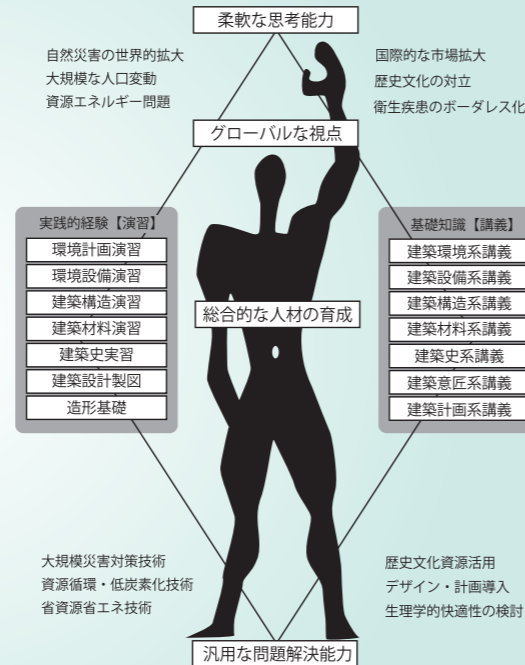 柔軟な思考能力
自然災害の世界的拡大
大規模な人口変動
資源エネルギー問題
国際的な市場拡大
歴史文化の対立
衛生疾患のボーダレス化
グローバルな視点
実践的経験【演習】
環境計画演習
環境設備演習
建築構造演習
建築材料演習
建築史実習
建築設計製図
造形基礎
総合的な人材の育成
基礎知識【講義】
建築環境系講義
建築設備系講義
建築構造系講義
建築材料系講義
建築史系講義
建築意匠系講義
建築計画系講義
大規模災害対策技術
資源循環・低炭素化技術
省資源省エネ技術
歴史文化資源活用
デザイン・計画導入
生理学的快適性の検討
汎用な問題解決能力